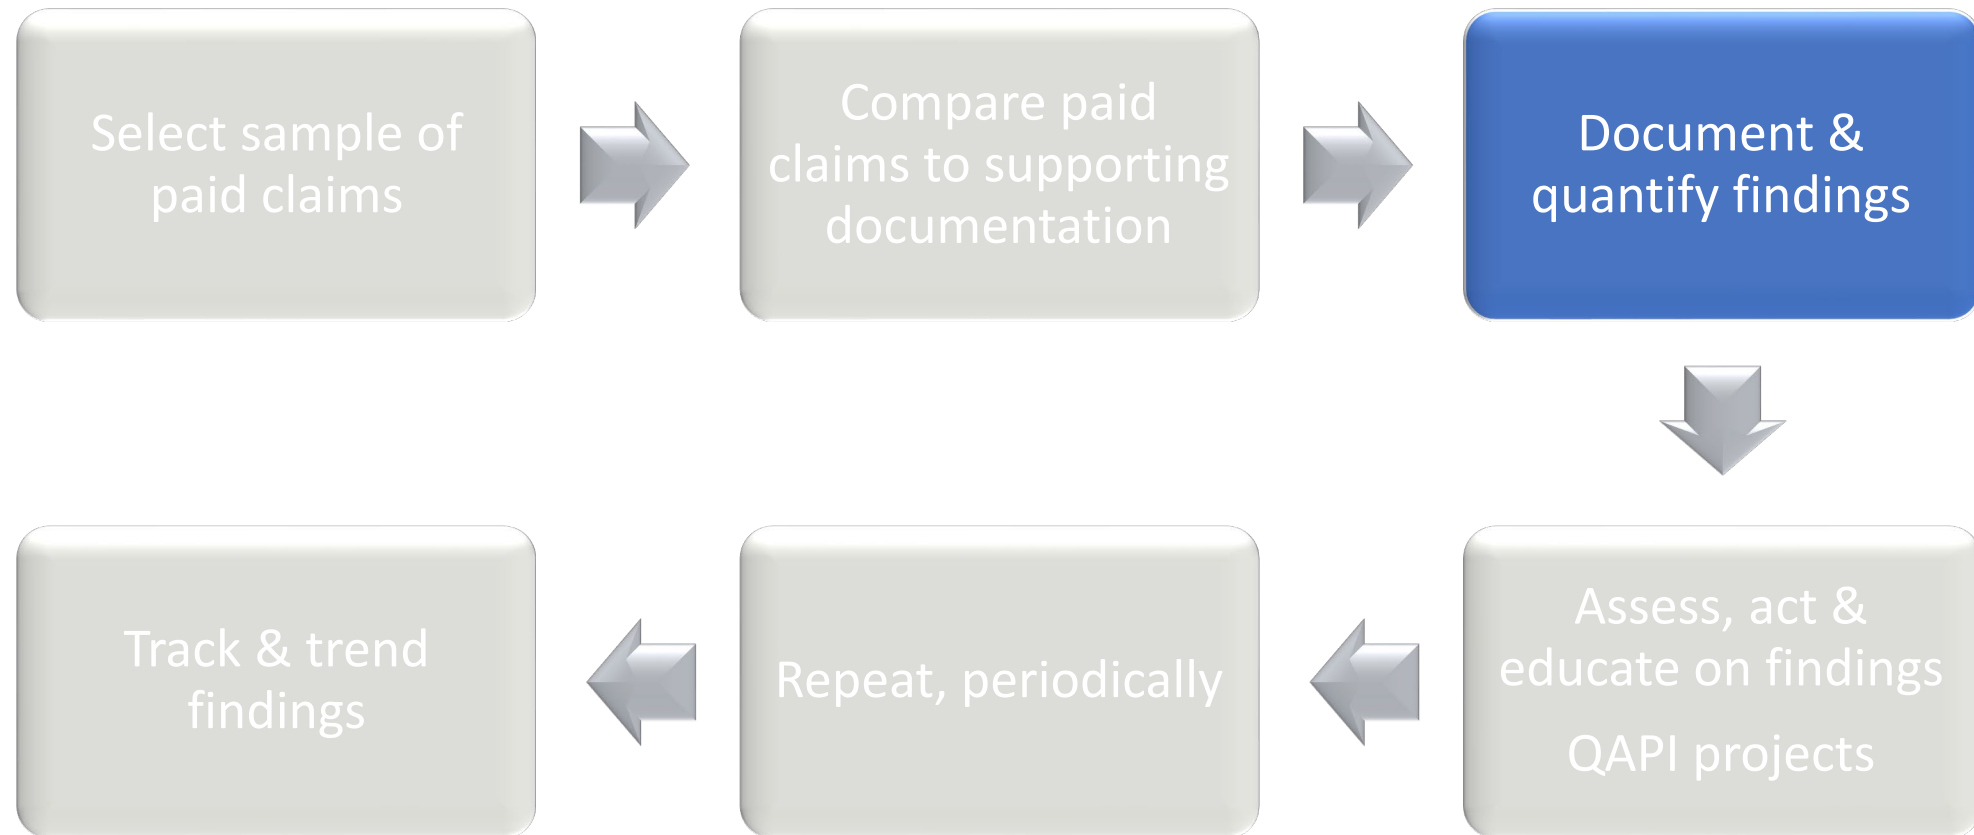 Select sample of
paid claims
Compare paid
claims to supporting
documentation
Document &
quantify findings
Assess, act &
educate on findings
QAPI projects
Repeat, periodically
Track & trend
findings